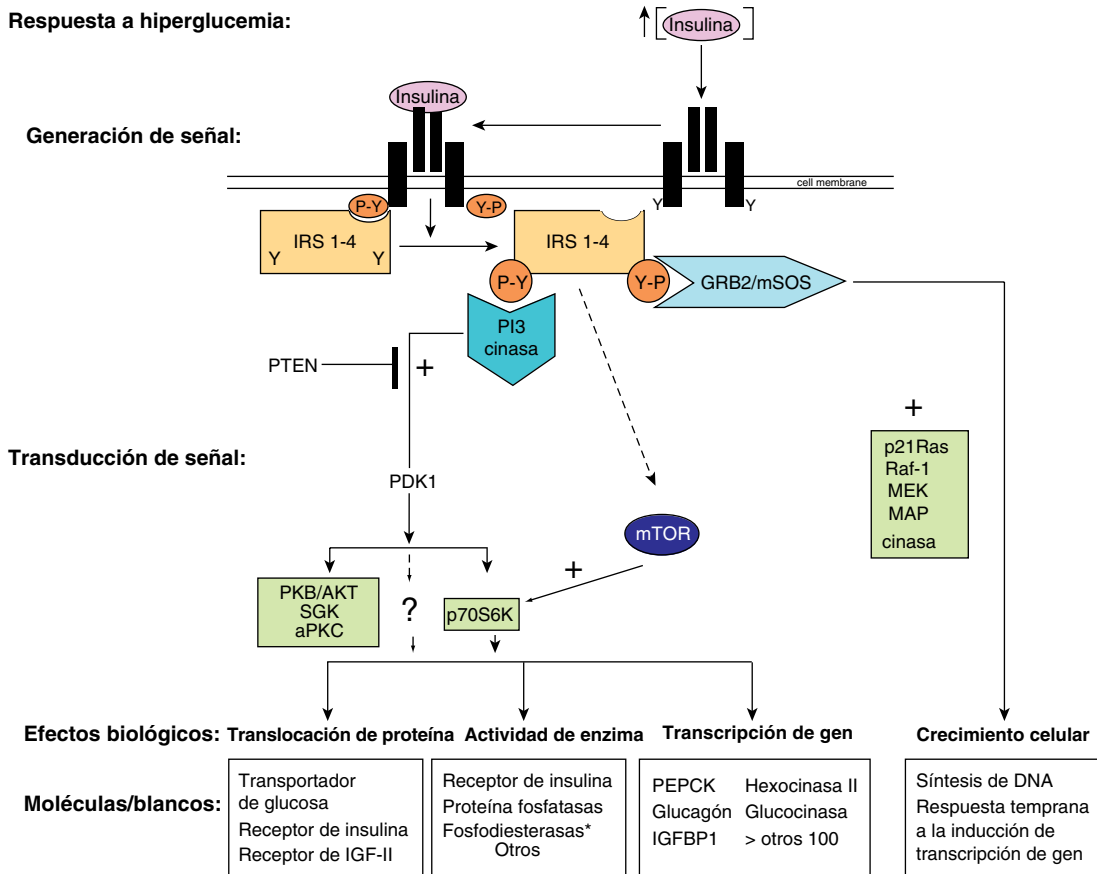 Respuesta a hiperglucemia:
Insulina
Insulina
Generación de señal:
cell membrane
P-Y
Y-P
Y
Y
IRS 1-4
Y
Y
IRS 1-4
P-Y
Y-P
GRB2/mSOS
PI3
cinasa
PTEN
+
+
p21Ras
Raf-1
MEK
MAP
cinasa
Transducción de señal:
PDK1
mTOR
+
PKB/AKT
SGK
aPKC
?
p70S6K
Efectos biológicos:
Translocación de proteína
Actividad de enzima
Transcripción de gen
Crecimiento celular
Moléculas/blancos:
Transportador
de glucosa
Receptor de insulina
Receptor de IGF-II
Receptor de insulina
Proteína fosfatasas
Fosfodiesterasas*
Otros
PEPCK Hexocinasa II
Glucagón Glucocinasa
IGFBP1 > otros 100
Síntesis de DNA
Respuesta temprana
a la inducción de
transcripción de gen